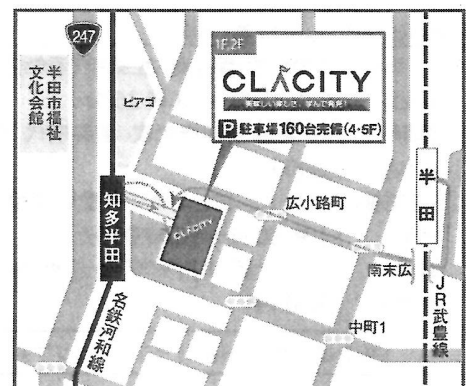 247
半田市福祉
文化会館
ピアゴ
1F.2F
CLACITY
P 駐車場160台完備(4・5F)
知多半田
CLACITY
広小路町
半田
南末広
JR武豊線
名鉄河和線
中町1